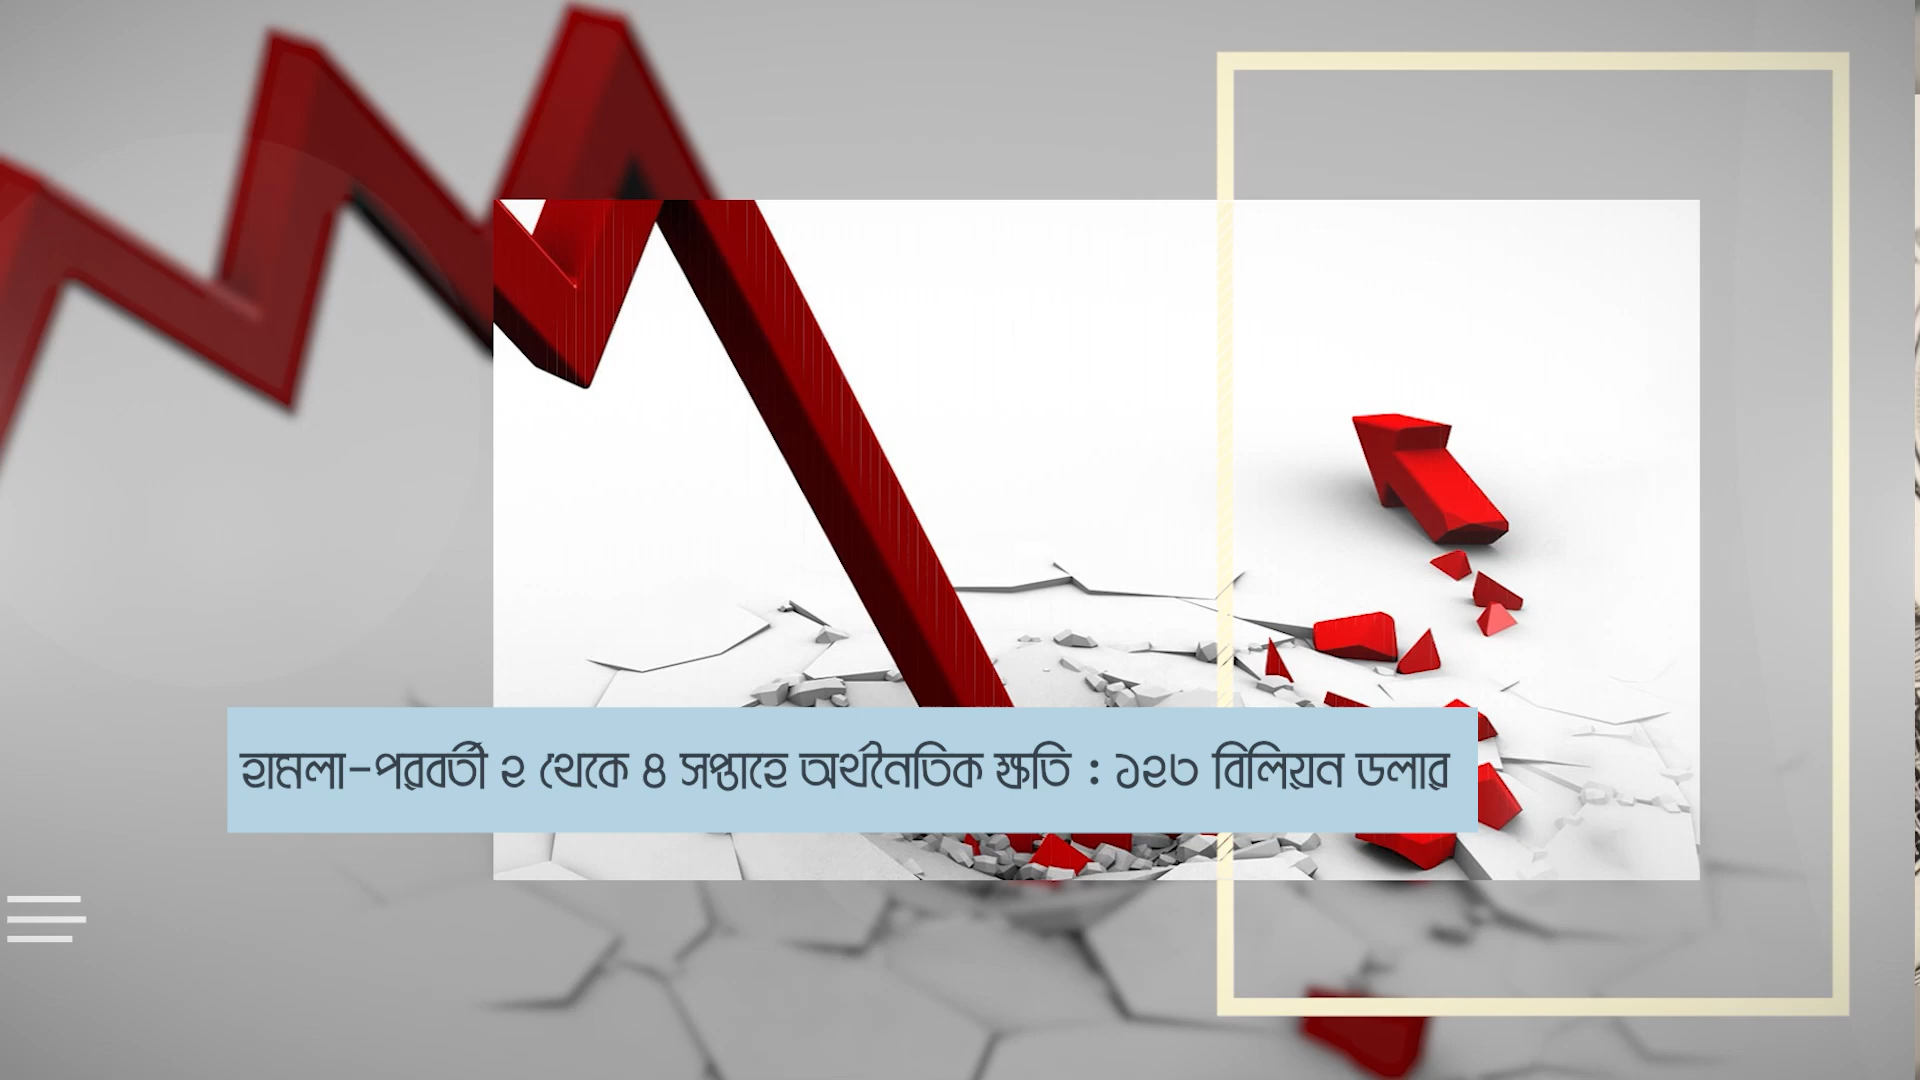 হামলা-পরবর্তী ২ থেকে ৪ সপ্তাহে অর্থনৈতিক ক্ষতি : ১২৩ বিলিয়ন ডলার